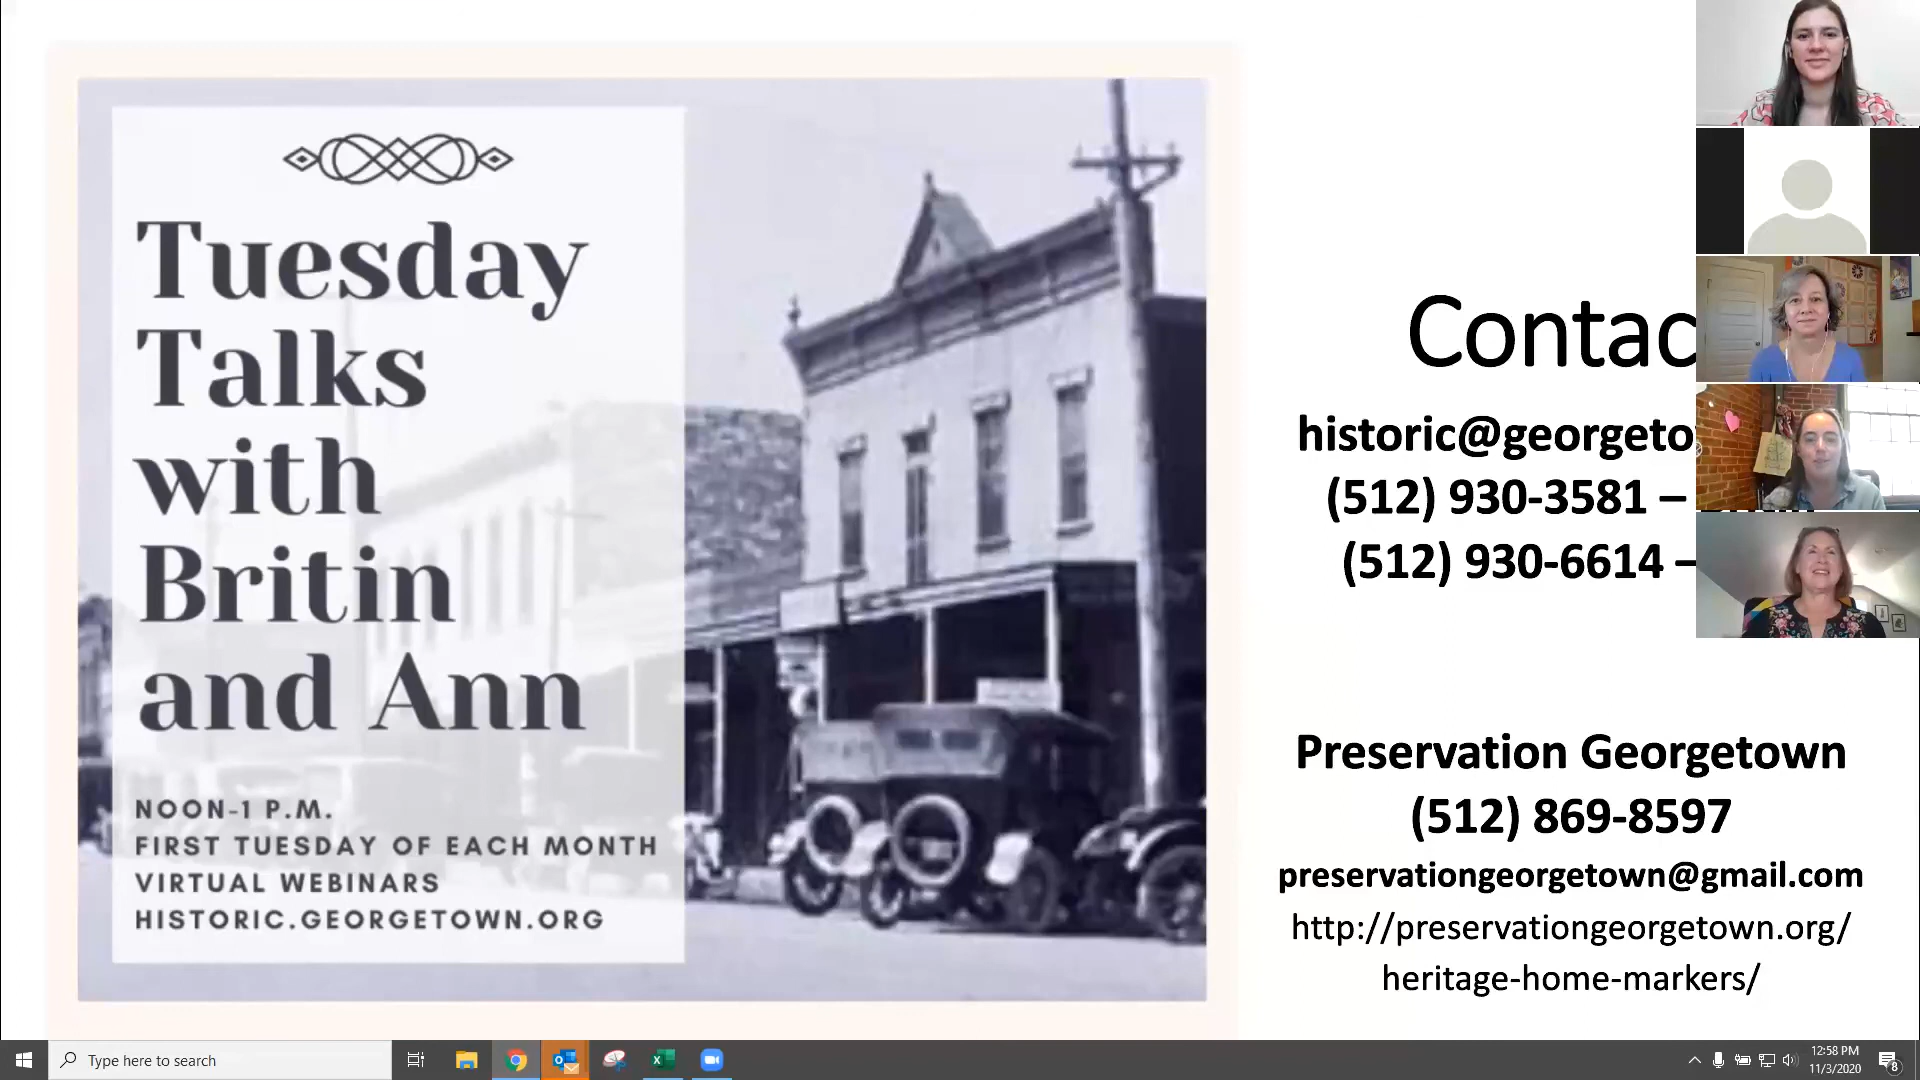 Tuesday
Talks
with
Britin
and Ann
NOON-1 P.M.
FIRST TUESDAY OF EACH MONTH
VIRTUAL WEBINARS
HISTORIC.GEORGETOWN.ORG
Contac
historic@georgeto
(512) 930-3581 –
(512) 930-6614 –
Preservation Georgetown
(512) 869-8597
preservationgeorgetown@gmail.com
http://preservationgeorgetown.org/
heritage-home-markers/
Type here to search
12:58 PM
11/3/2020
8